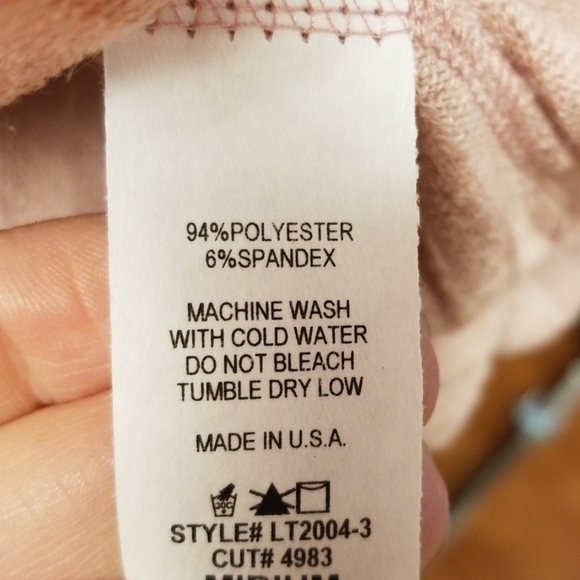 94%POLYESTER
6%SPANDEX
MACHINE WASH
WITH COLD WATER
DO NOT BLEACH
TUMBLE DRY LOW
MADE IN U.S.A.
30C
STYLE# LT2004-3
CUT# 4983